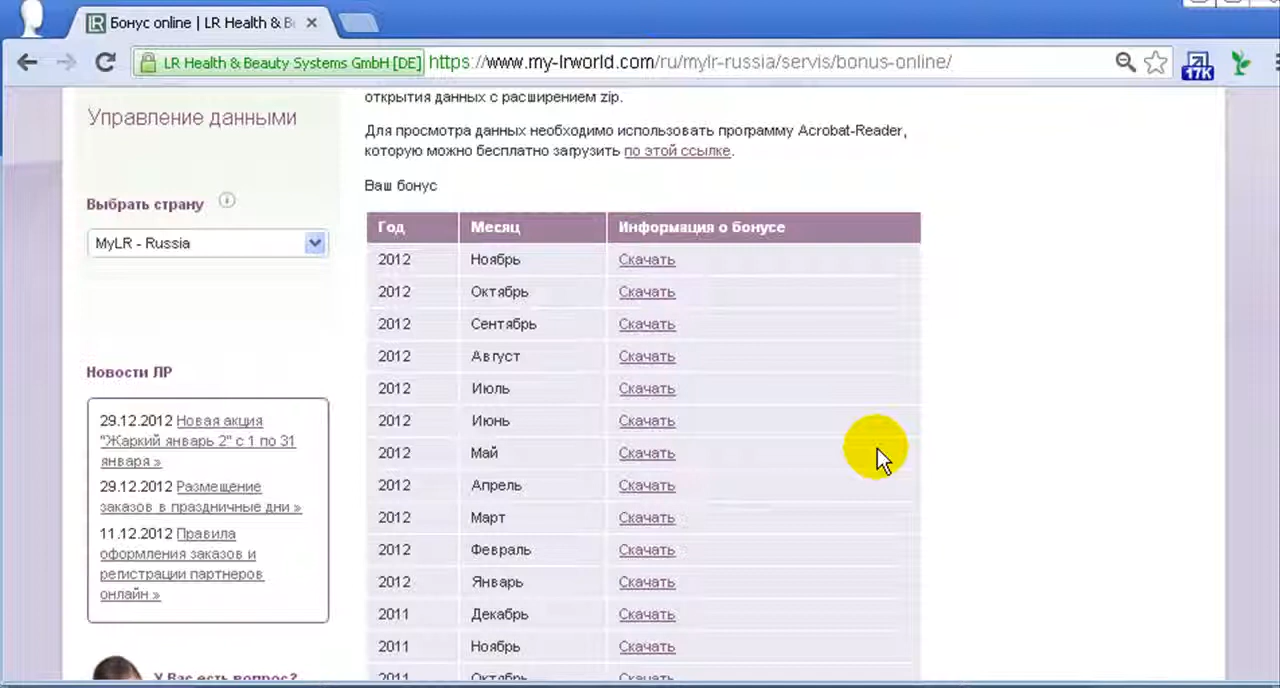 Бонус online | LR Health & B
LR Health & Beauty Systems GmbH [DE] https://www.my-lrworld.com/ru/mylr-russia/servis/bonus-online/
17K
Управление данными
Выбрать страну
MyLR - Russia
Новости ЛР
29.12.2012 Новая акция
"Жаркий январь 2" с 1 по 31
января »
29.12.2012 Размещение
заказов в праздничные дни »
11.12.2012 Правила
оформления заказов и
регистрации партнеров
онлайн »
У Вас есть вопрос?
открытия данных с расширением zip.
Для просмотра данных необходимо использовать программу Acrobat-Reader,
которую можно бесплатно загрузить по этой ссылке.
Ваш бонус
Год Месяц Информация о бонусе
2012 Ноябрь Скачать
2012 Октябрь Скачать
2012 Сентябрь Скачать
2012 Август Скачать
2012 Июль Скачать
2012 Июнь Скачать
2012 Май Скачать
2012 Апрель Скачать
2012 Март Скачать
2012 Февраль Скачать
2012 Январь Скачать
2011 Декабрь Скачать
2011 Ноябрь Скачать
2011 Октябрь Скачать